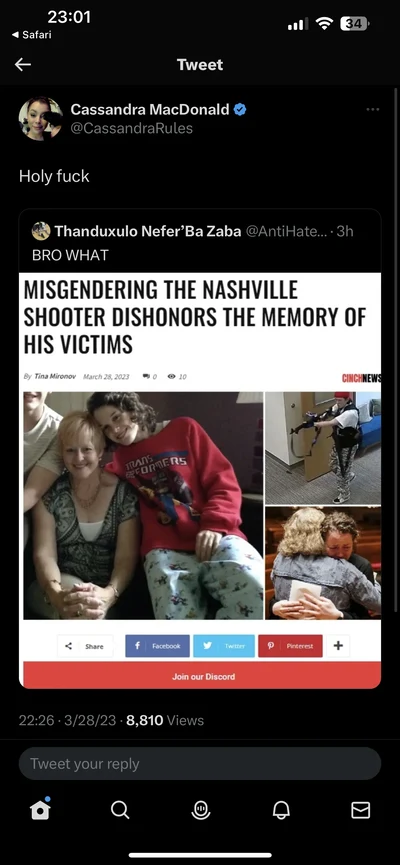 23:01
34
Safari
Tweet
Cassandra MacDonald
@CassandraRules
Holy fuck
Thanduxulo Nefer'Ba Zaba @AntiHate... · 3h
BRO WHAT
MISGENDERING THE NASHVILLE
SHOOTER DISHONORS THE MEMORY OF
HIS VICTIMS
By Tina Mironov March 28, 2023 0 10
CINCHNEWS
TRANSFORMERS
Share
Facebook
Twitter
Pinterest
Join our Discord
22:26 · 3/28/23 · 8,810 Views
Tweet your reply